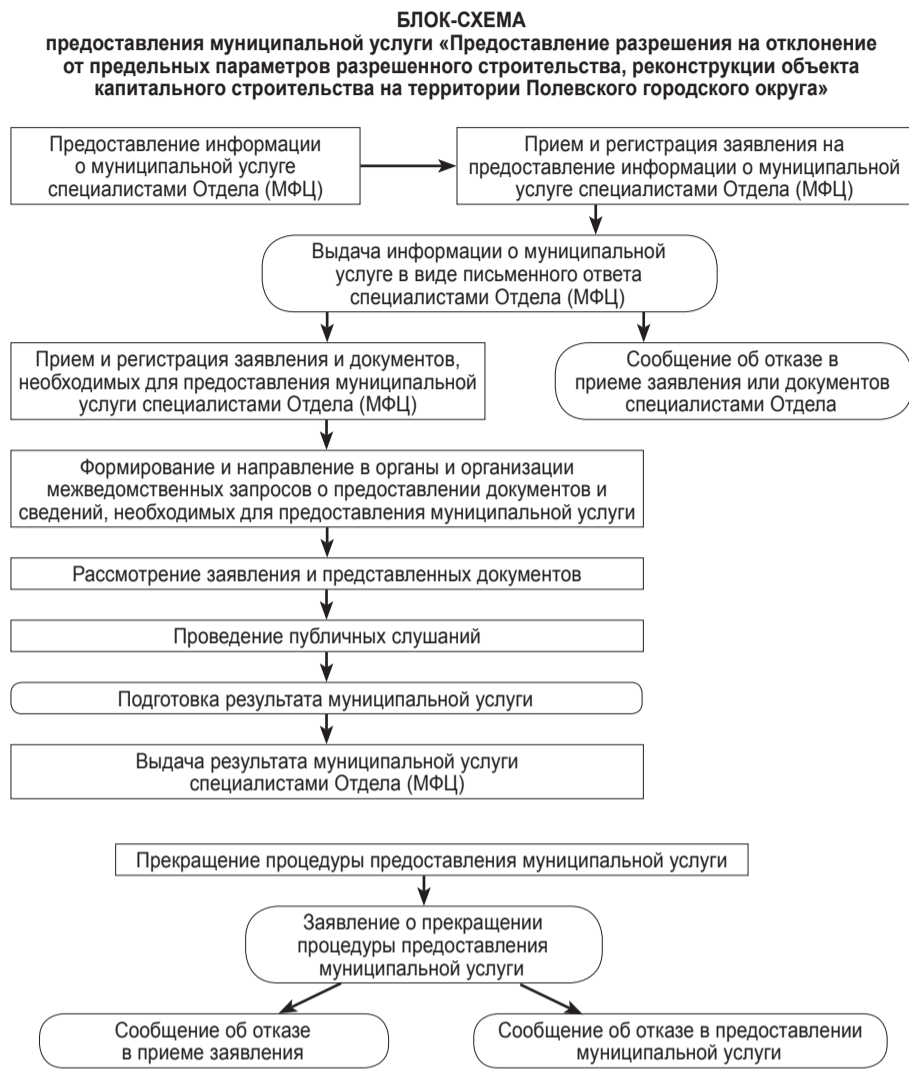 БЛОК-СХЕМА
предоставления муниципальной услуги «Предоставление разрешения на отклонение
от предельных параметров разрешенного строительства, реконструкции объекта
капитального строительства на территории Полевского городского округа»
Предоставление информации
о муниципальной услуге
специалистами Отдела (МФЦ)
Прием и регистрация заявления на
предоставление информации о муниципальной
услуге специалистами Отдела (МФЦ)
Выдача информации о муниципальной
услуге в виде письменного ответа
специалистами Отдела (МФЦ)
Прием и регистрация заявления и документов,
необходимых для предоставления муниципальной
услуги специалистами Отдела (МФЦ)
Сообщение об отказе в
приеме заявления или документов
специалистами Отдела
Формирование и направление в органы и организации
межведомственных запросов о предоставлении документов и
сведений, необходимых для предоставления муниципальной услуги
Рассмотрение заявления и представленных документов
Проведение публичных слушаний
Подготовка результата муниципальной услуги
Выдача результата муниципальной услуги
специалистами Отдела (МФЦ)
Прекращение процедуры предоставления муниципальной услуги
Заявление о прекращении
процедуры предоставления
муниципальной услуги
Сообщение об отказе
в приеме заявления
Сообщение об отказе в предоставлении
муниципальной услуги